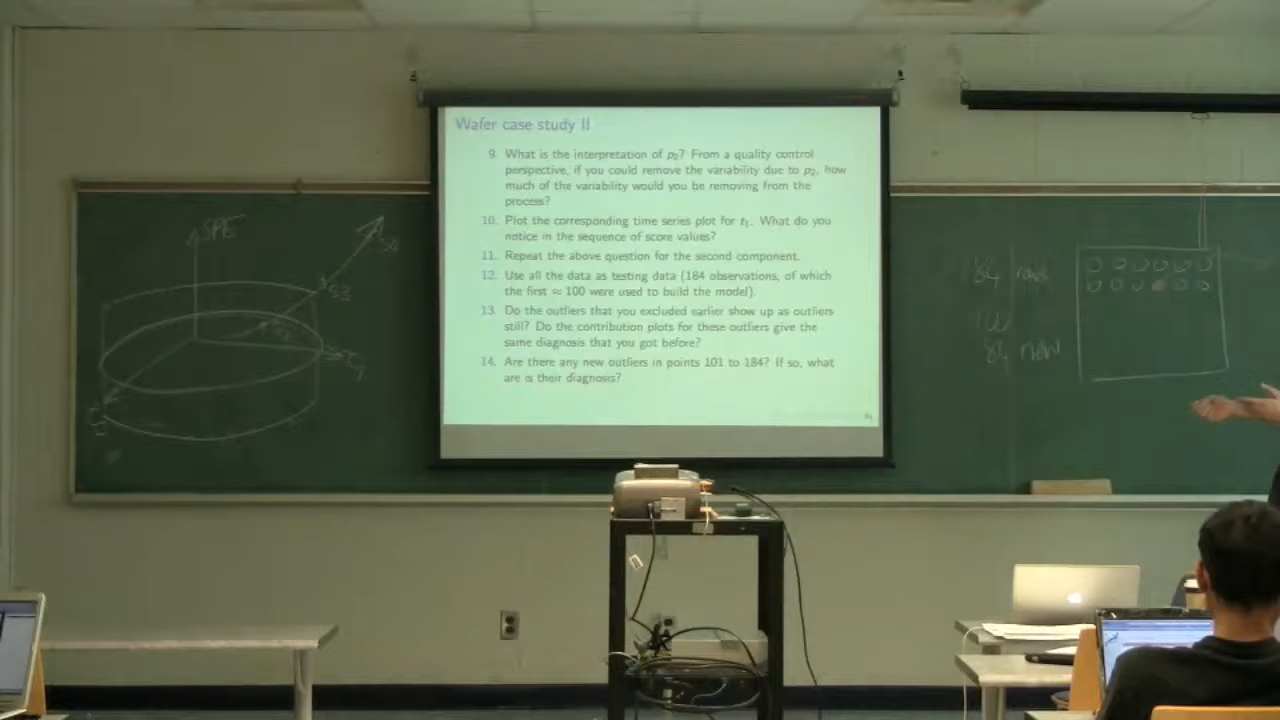 SPE
Wafer case study II
9. What is the interpretation of p₂? From a quality control
perspective, if you could remove the variability due to p₂, how
much of the variability would you be removing from the
process?
10. Plot the corresponding time series plot for t₁. What do you
notice in the sequence of score values?
11. Repeat the above question for the second component.
12. Use all the data as testing data (184 observations, of which
the first ≈ 100 were used to build the model).
13. Do the outliers that you excluded earlier show up as outliers
still? Do the contribution plots for these outliers give the
same diagnosis that you got before?
14. Are there any new outliers in points 101 to 184? If so, what
are is their diagnosis?
184 rows
100
84 new